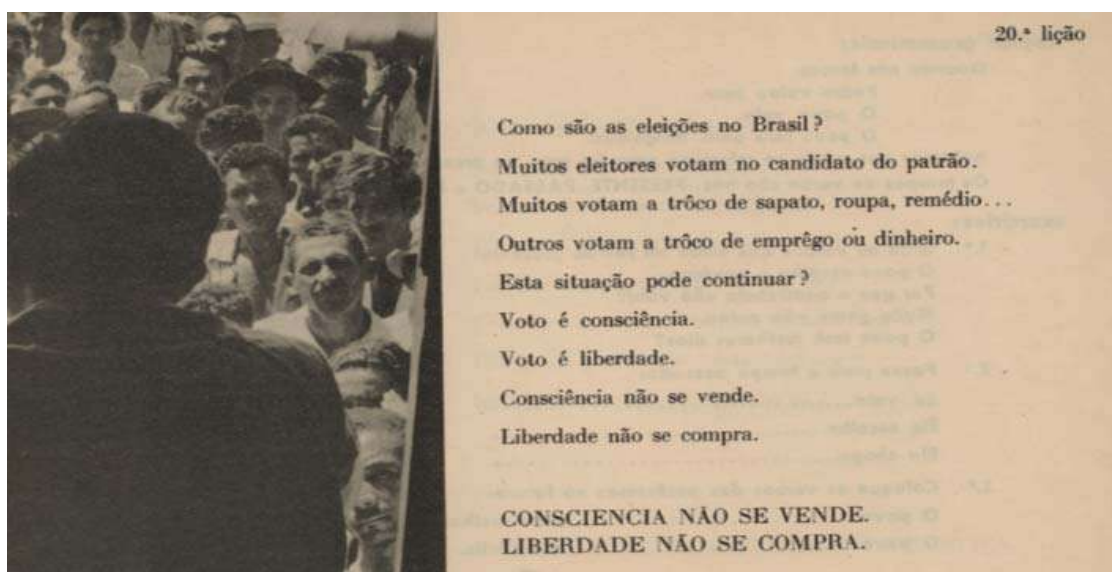 20.ª lição
Como são as eleições no Brasil?
Muitos eleitores votam no candidato do patrão.
Muitos votam a trôco de sapato, roupa, remédio...
Outros votam a trôco de emprêgo ou dinheiro.
Esta situação pode continuar?
Voto é consciência.
Voto é liberdade.
Consciência não se vende.
Liberdade não se compra.
CONSCIENCIA NÃO SE VENDE.
LIBERDADE NÃO SE COMPRA.